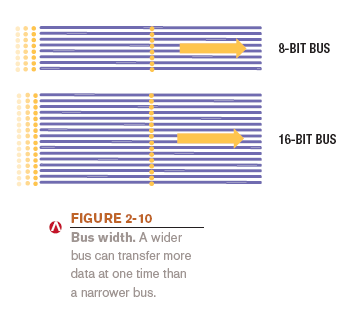 8-BIT BUS
16-BIT BUS
FIGURE 2-10
Bus width. A wider
bus can transfer more
data at one time than
a narrower bus.